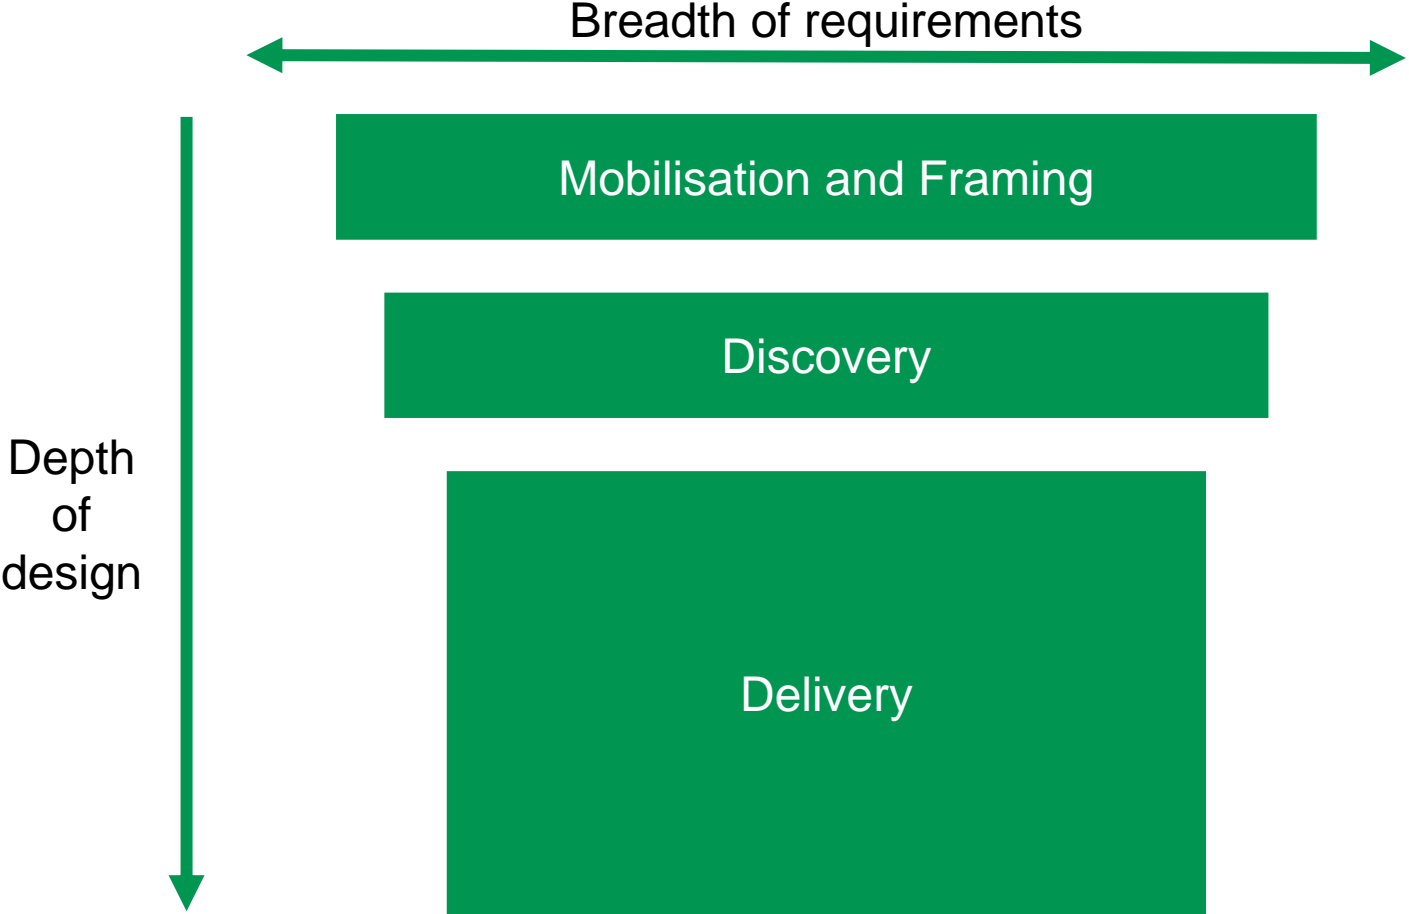 Breadth of requirements
Mobilisation and Framing
Discovery
Depth
of
design
Delivery